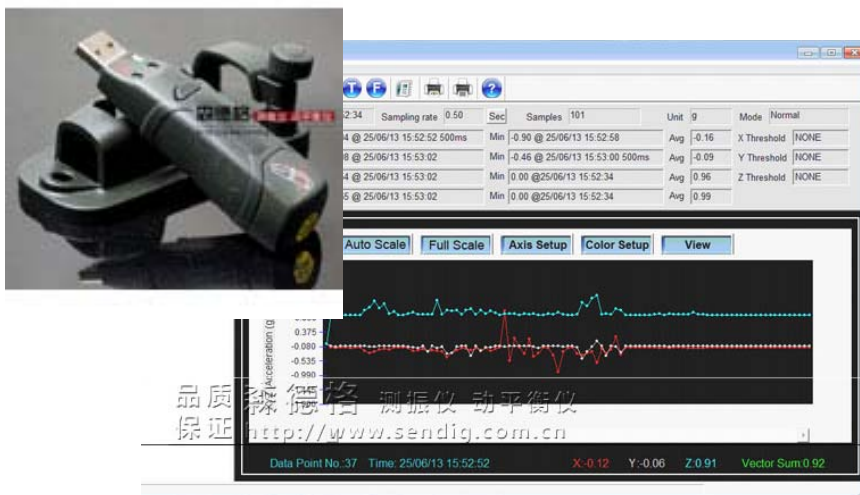 森德格
T F ?
52:34 Sampling rate 0.50 Sec Samples 101 Unit g Mode Normal
4 @ 25/06/13 15:52:52 500ms Min -0.90 @ 25/06/13 15:52:58 Avg -0.16 X Threshold NONE
8 @ 25/06/13 15:53:02 Min -0.46 @ 25/06/13 15:53:00 500ms Avg -0.09 Y Threshold NONE
4 @ 25/06/13 15:53:02 Min 0.00 @25/06/13 15:52:34 Avg 0.96 Z Threshold NONE
5 @ 25/06/13 15:53:02 Min 0.00 @25/06/13 15:52:34 Avg 0.99
Auto Scale Full Scale Axis Setup Color Setup View
XYZ (Acceleration (g
0.375
-0.080
-0.535
-0.990
品质 森德格 测振仪 动平衡仪
保证 http://www.sendig.com.cn
Data Point No.:37 Time: 25/06/13 15:52:52 X:-0.12 Y:-0.06 Z:0.91 Vector Sum:0.92